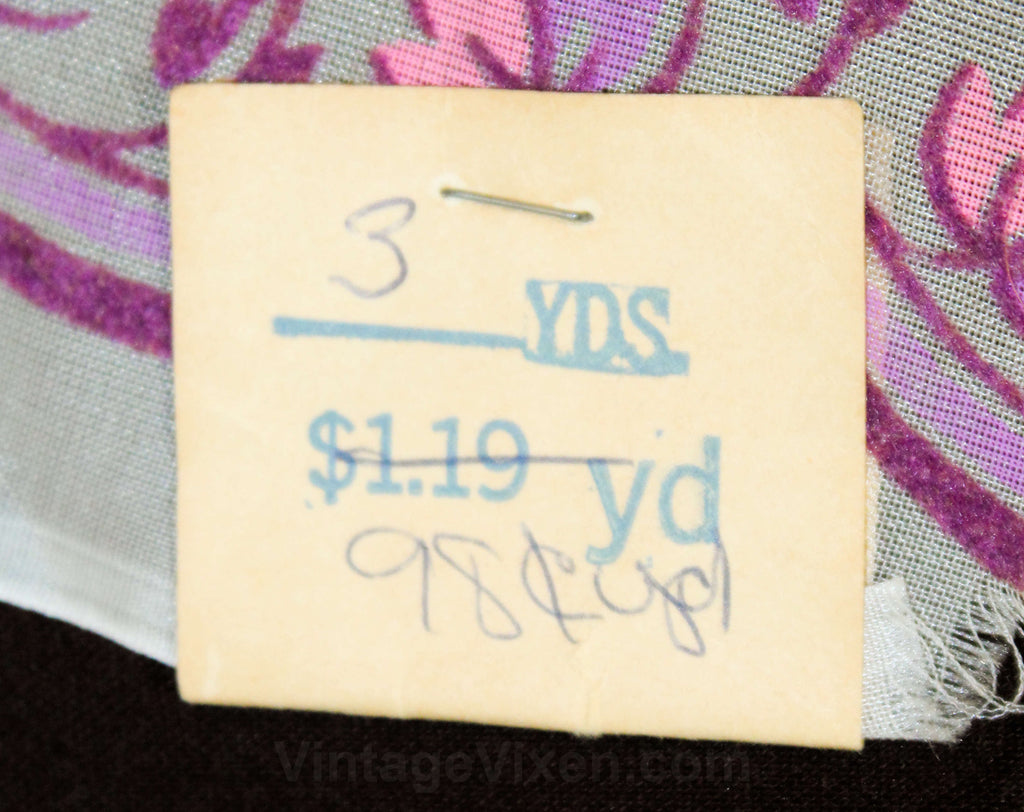 3 YDS.
$1.19 yd
98¢ yd
VintageVixen.com